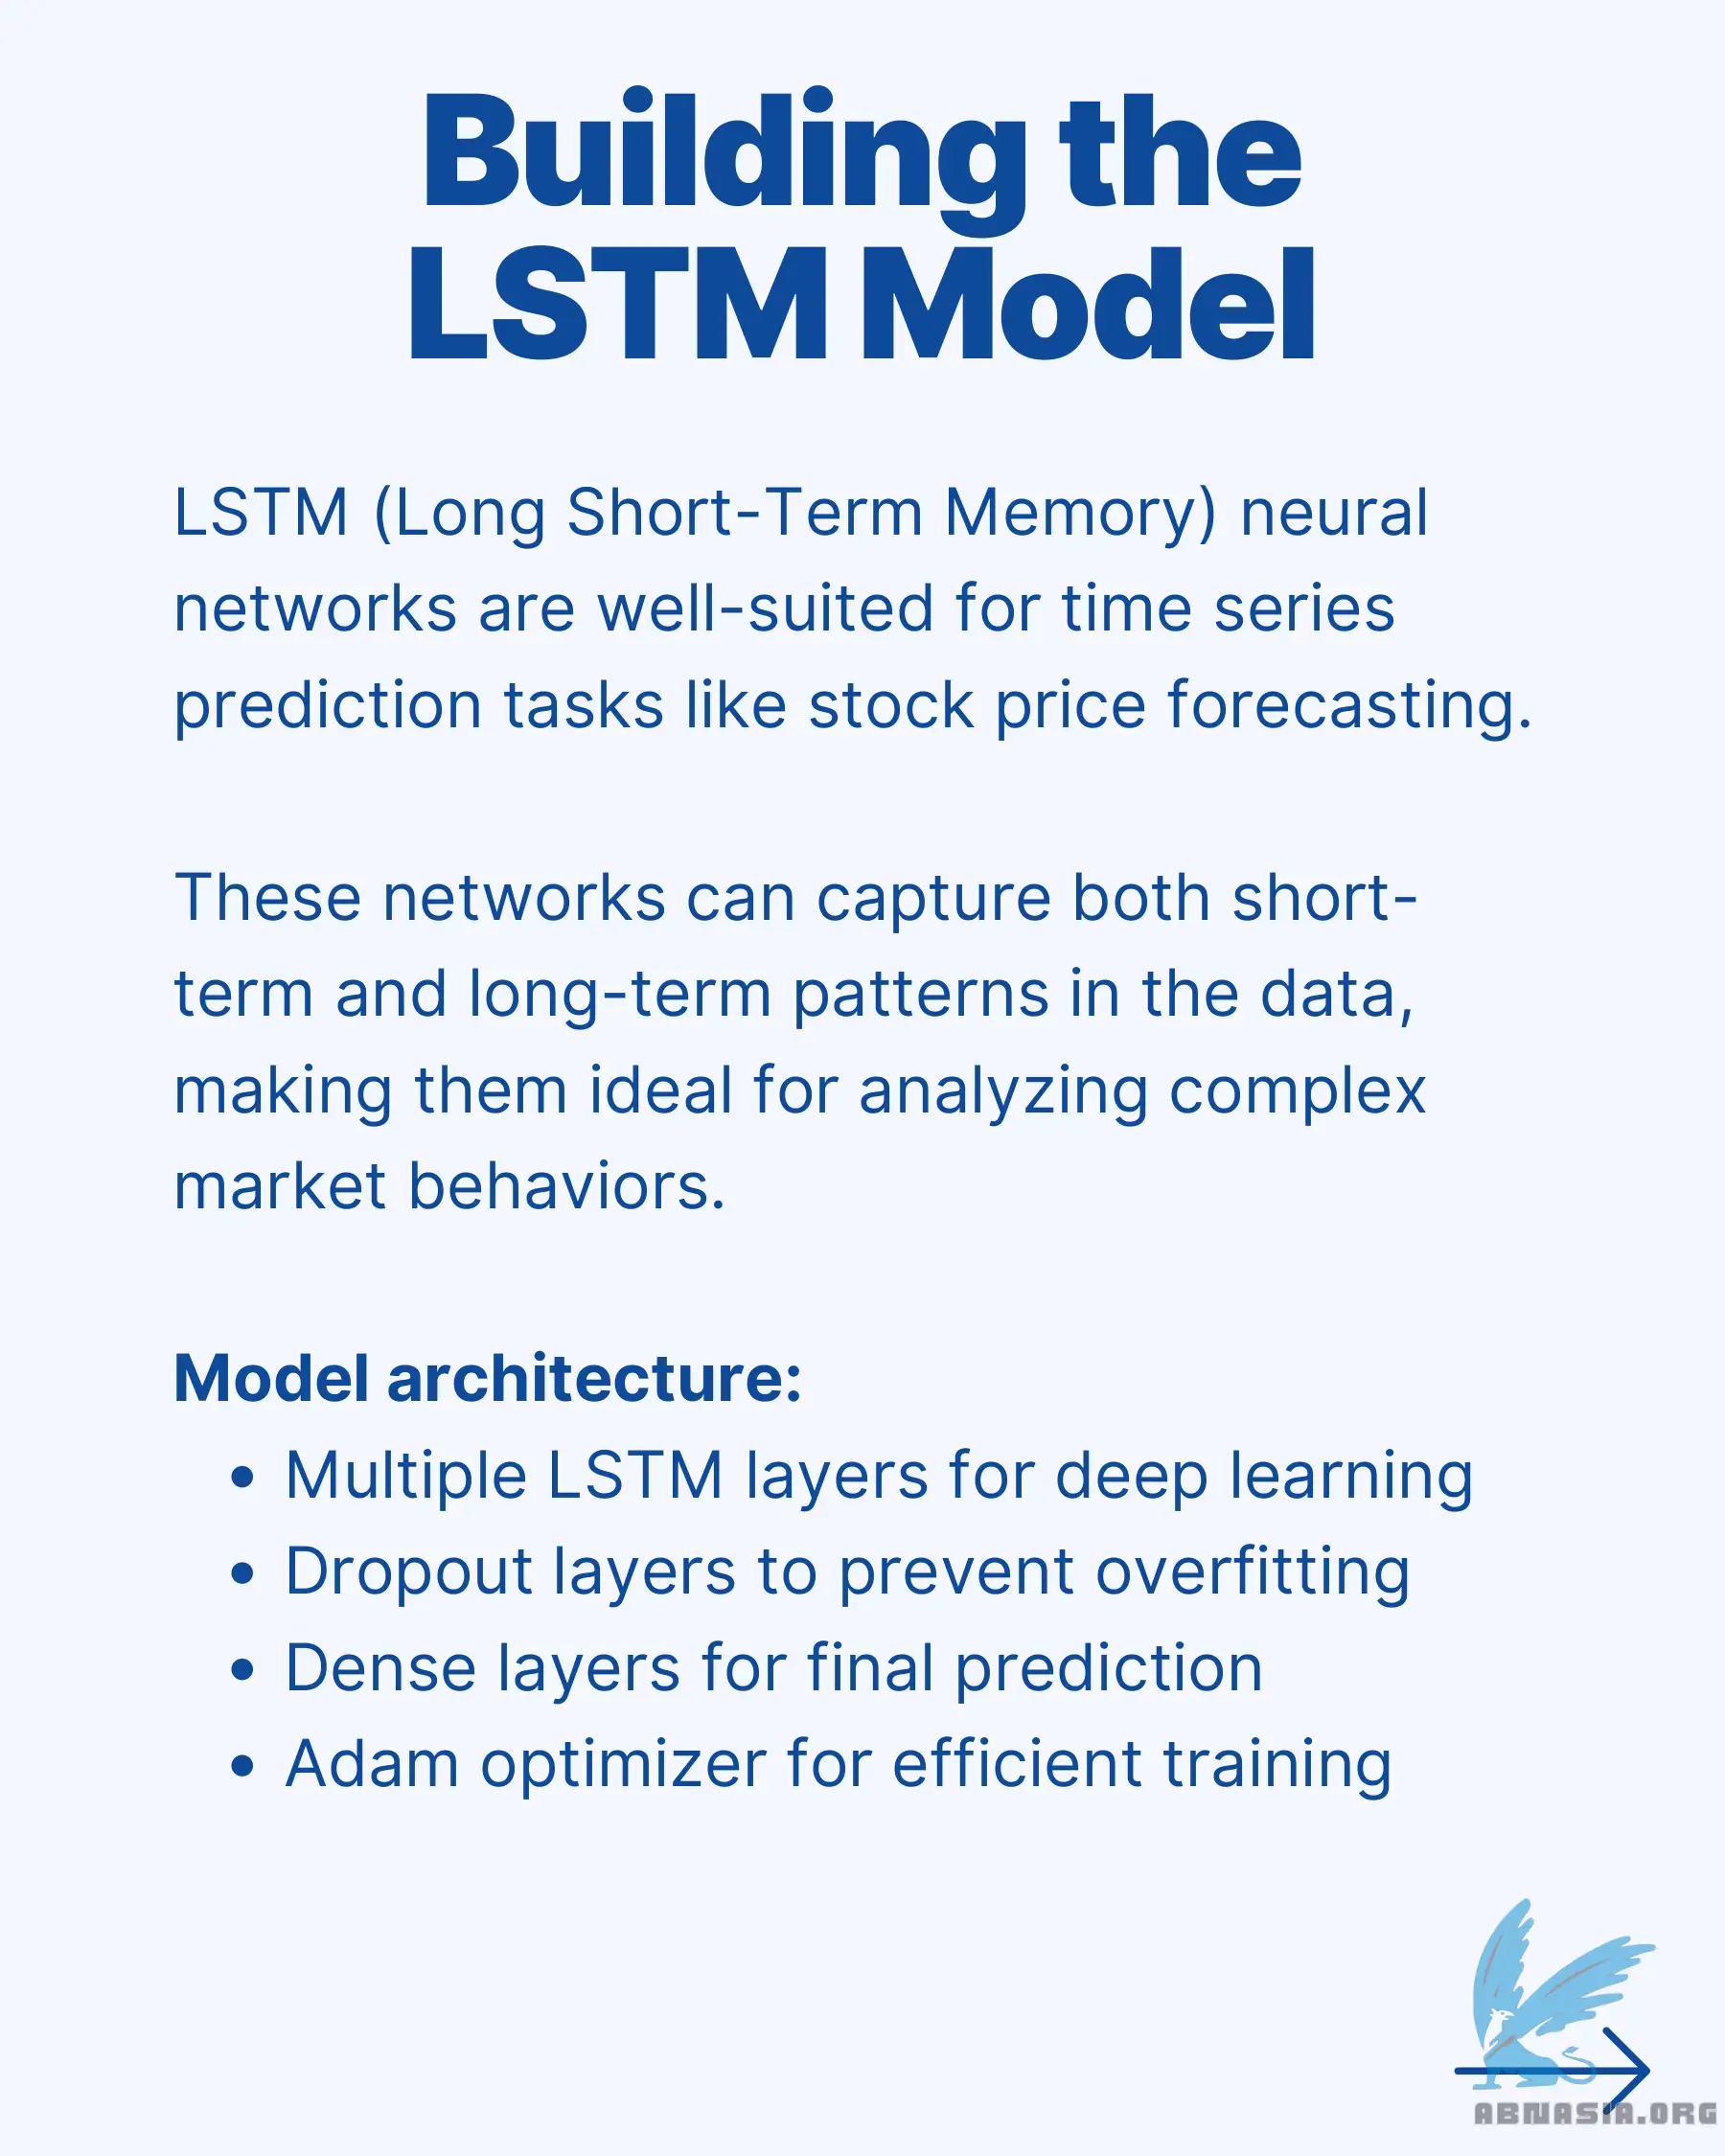 Building the
LSTM Model
LSTM (Long Short-Term Memory) neural
networks are well-suited for time series
prediction tasks like stock price forecasting.
These networks can capture both short-
term and long-term patterns in the data,
making them ideal for analyzing complex
market behaviors.
Model architecture:
• Multiple LSTM layers for deep learning
• Dropout layers to prevent overfitting
• Dense layers for final prediction
• Adam optimizer for efficient training
ABNASIA.ORG